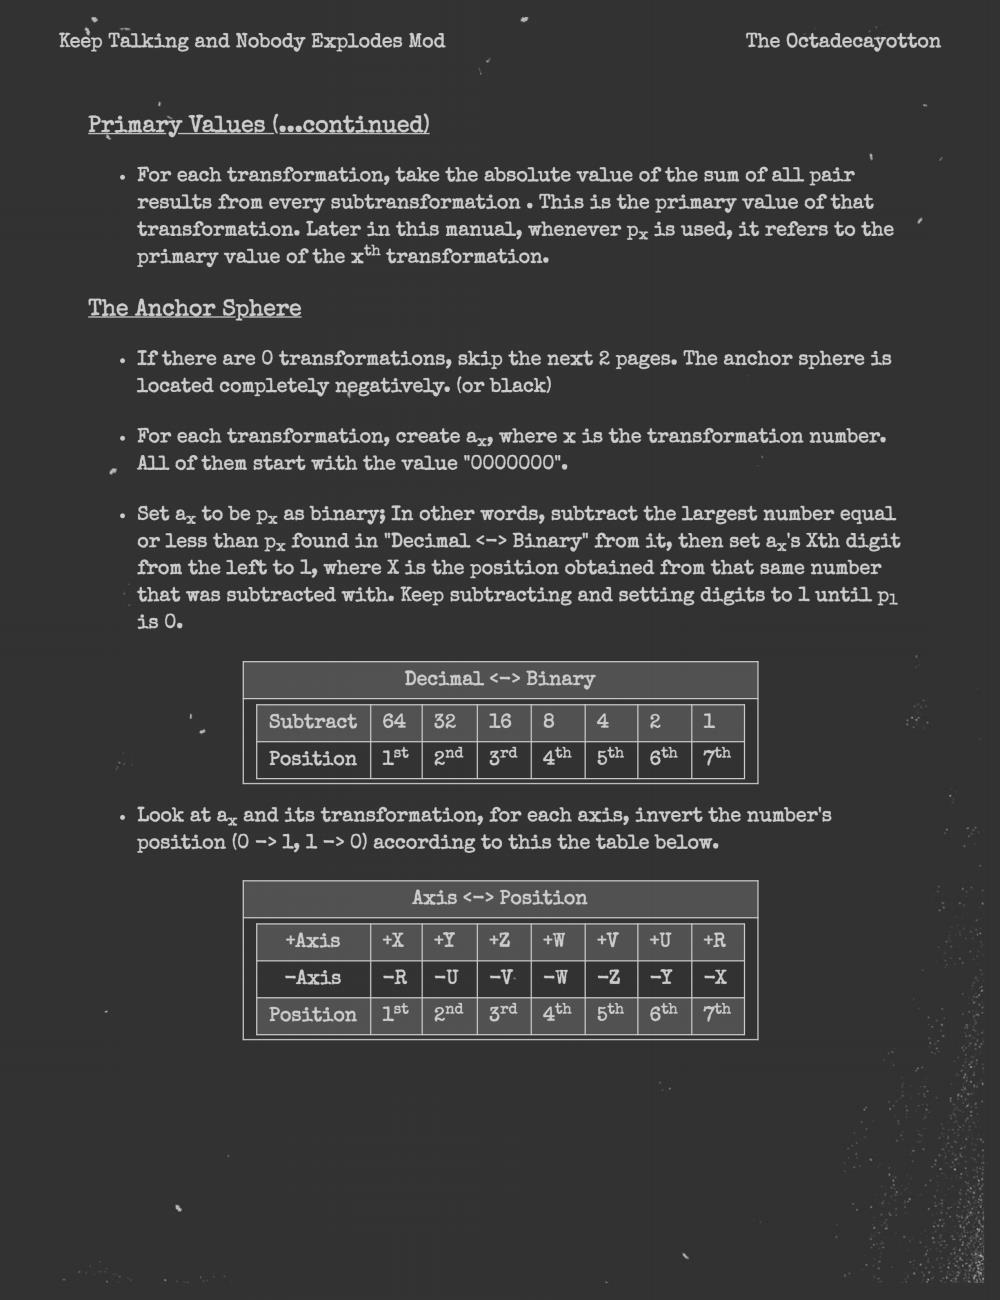 Keep Talking and Nobody Explodes Mod The Octadecayotton
Primary Values (...continued)
• For each transformation, take the absolute value of the sum of all pair
results from every subtransformation . This is the primary value of that
transformation. Later in this manual, whenever px is used, it refers to the
primary value of the xth transformation.
The Anchor Sphere
• If there are 0 transformations, skip the next 2 pages. The anchor sphere is
located completely negatively. (or black)
• For each transformation, create ax, where x is the transformation number.
All of them start with the value "0000000".
• Set ax to be px as binary; In other words, subtract the largest number equal
or less than px found in "Decimal <-> Binary" from it, then set ax's Xth digit
from the left to 1, where X is the position obtained from that same number
that was subtracted with. Keep subtracting and setting digits to 1 until p1
is 0.
Decimal <-> Binary
Subtract 64 32 16 8 4 2 1
Position 1st 2nd 3rd 4th 5th 6th 7th
• Look at ax and its transformation, for each axis, invert the number's
position (0 -> 1, 1 -> 0) according to this the table below.
Axis <-> Position
+Axis +X +Y +Z +W +V +U +R
-Axis -R -U -V -W -Z -Y -X
Position 1st 2nd 3rd 4th 5th 6th 7th